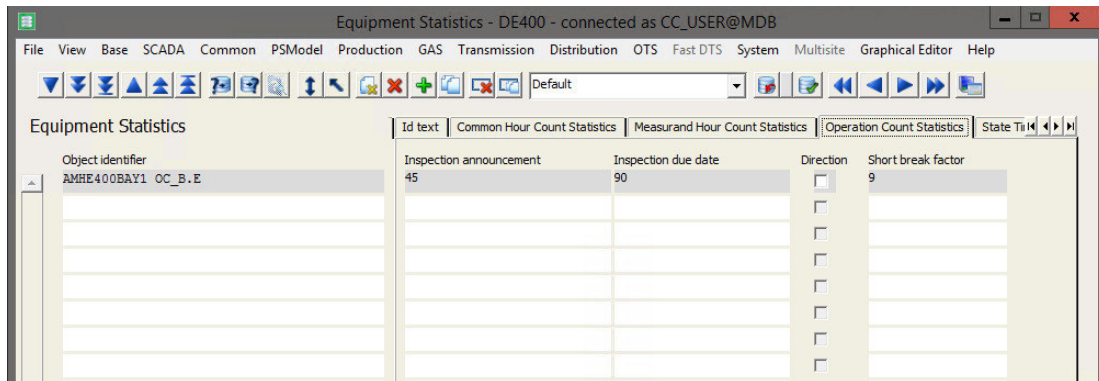 Equipment Statistics - DE400 - connected as CC_USER@MDB
File View Base SCADA Common PSModel Production GAS Transmission Distribution OTS Fast DTS System Multisite Graphical Editor Help
Default
Equipment Statistics
Id text Common Hour Count Statistics Measurand Hour Count Statistics Operation Count Statistics State Ti
Object identifier Inspection announcement Inspection due date Direction Short break factor
AMHE400BAY1 OC_B.E 45 90 9